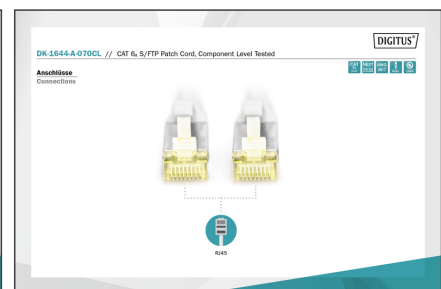 DIGITUS®
DK-1644-A-070CL // CAT 6A S/FTP Patch Cord, Component Level Tested
Anschlüsse
Connections
RJ45